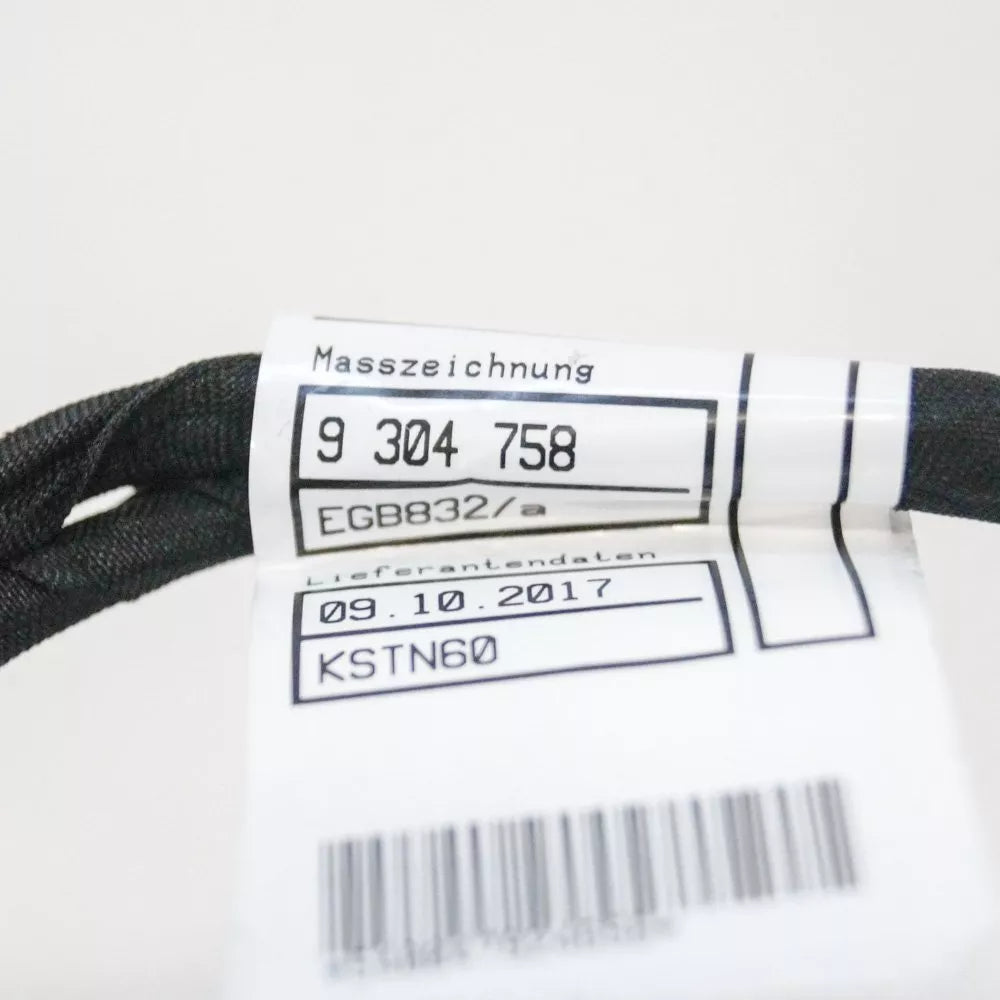 Masszeichnung
9 304 758
EGB832/a
Lieferantendaten
09.10.2017
KSTN60